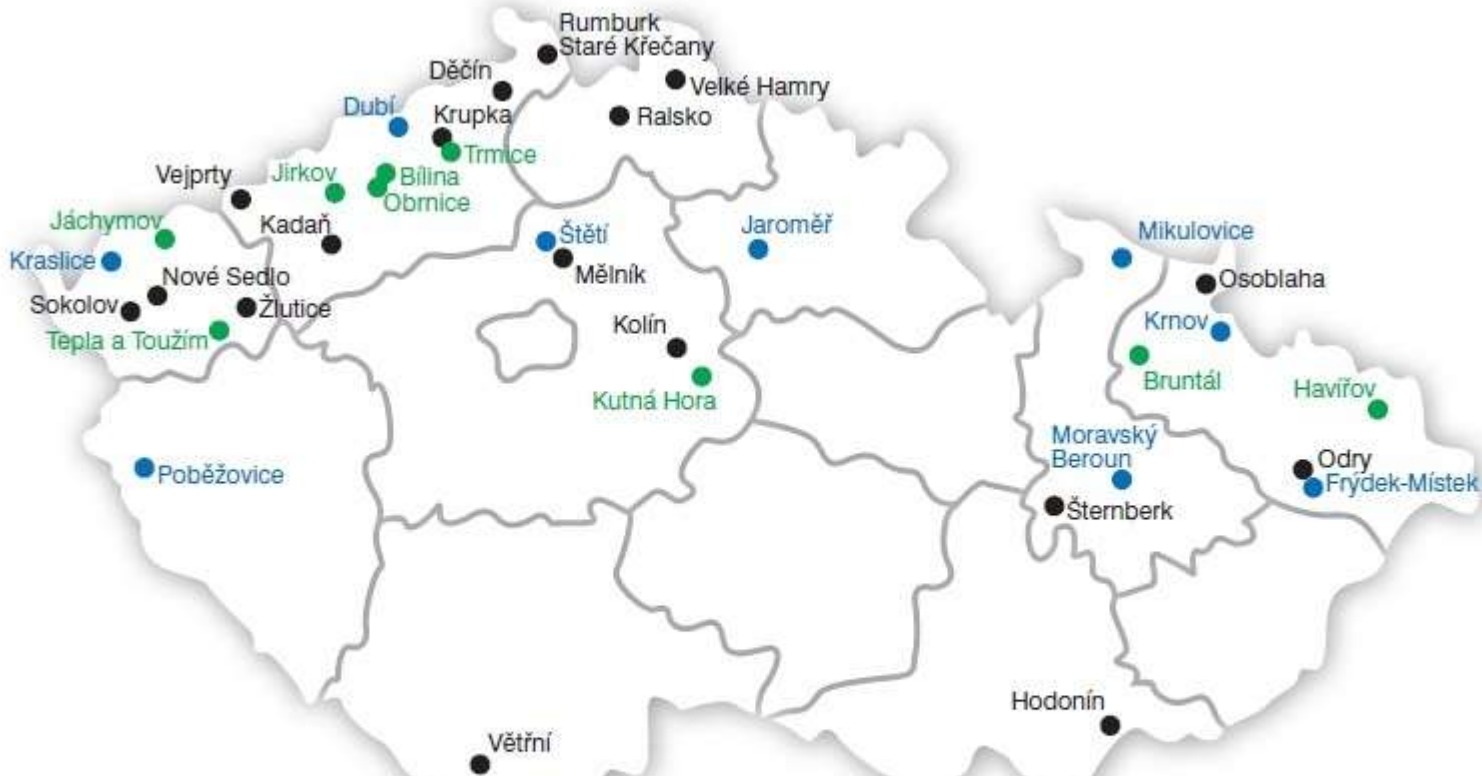 Rumburk
Staré Křečany
Děčín
Velké Hamry
Dubí
Krupka
Ralsko
Trmice
Vejprty
Jirkov
Bílina
Obrnice
Jáchymov
Kadaň
Štětí
Jaroměř
Mikulovice
Kraslice
Mělník
Nové Sedlo
Osoblaha
Sokolov
Žlutice
Kolín
Krnov
Tepla a Toužím
Kutná Hora
Bruntál
Havířov
Moravský
Beroun
Odry
Poběžovice
Frýdek-Místek
Šternberk
Hodonín
Větřní